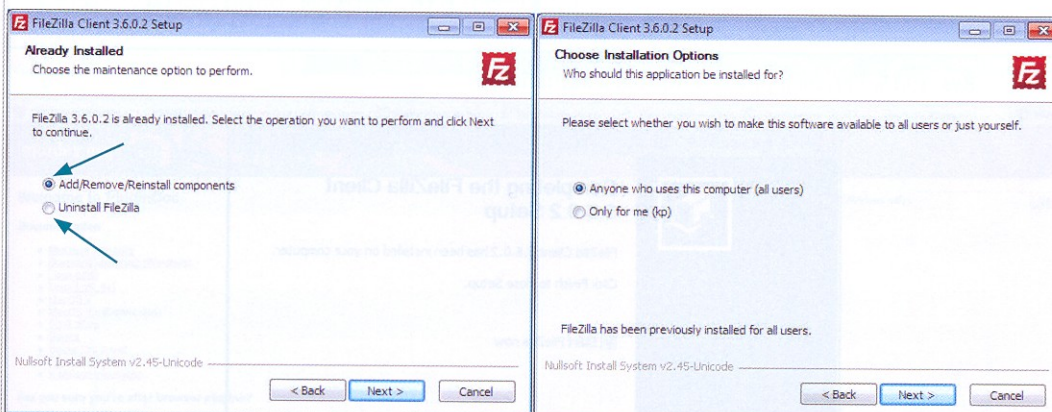 FileZilla Client 3.6.0.2 Setup
Already Installed
Choose the maintenance option to perform.
Fz
FileZilla 3.6.0.2 is already installed. Select the operation you want to perform and click Next
to continue.
Add/Remove/Reinstall components
Uninstall FileZilla
Nullsoft Install System v2.45-Unicode
< Back
Next >
Cancel
FileZilla Client 3.6.0.2 Setup
Choose Installation Options
Who should this application be installed for?
Fz
Please select whether you wish to make this software available to all users or just yourself.
Anyone who uses this computer (all users)
Only for me (kp)
FileZilla has been previously installed for all users.
Nullsoft Install System v2.45-Unicode
< Back
Next >
Cancel